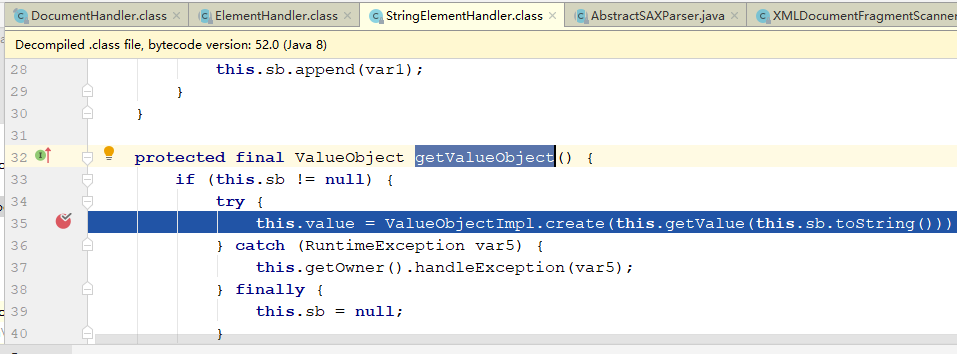 DocumentHandler.class ElementHandler.class StringElementHandler.class AbstractSAXParser.java XMLDocumentFragmentScanner
Decompiled .class file, bytecode version: 52.0 (Java 8)
28 this.sb.append(var1);
29 }
30 }
31
32 protected final ValueObject getValueObject() {
33 if (this.sb != null) {
34 try {
35 this.value = ValueObjectImpl.create(this.getValue(this.sb.toString()))
36 } catch (RuntimeException var5) {
37 this.getOwner().handleException(var5);
38 } finally {
39 this.sb = null;
40 }